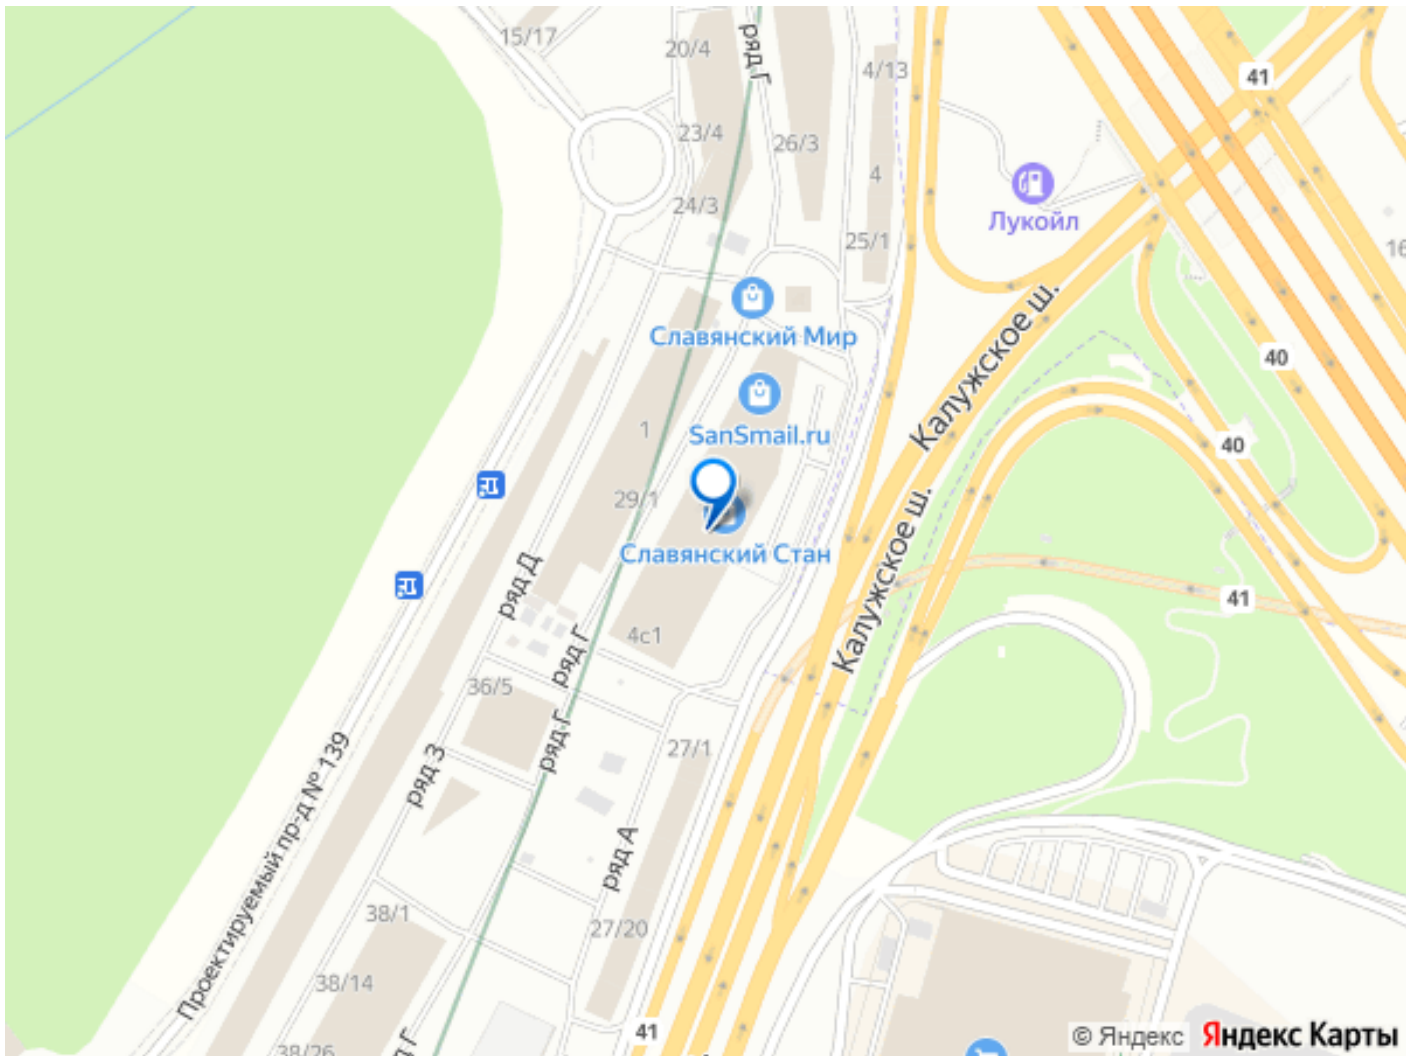 15/17
20/4
ряд Г
4/13
41
23/4
26/3
4
Лукойл
24/3
25/1
Славянский Мир
Калужское ш.
40
SanSmail.ru
1
40
29/1
Славянский Стан
Калужское ш.
ряд Д
41
4с1
ряд Г
36/5
ряд Г
27/1
ряд З
Проектируемый пр-д № 139
ряд А
38/1
27/20
38/14
41
38/26
© Яндекс Яндекс Карты